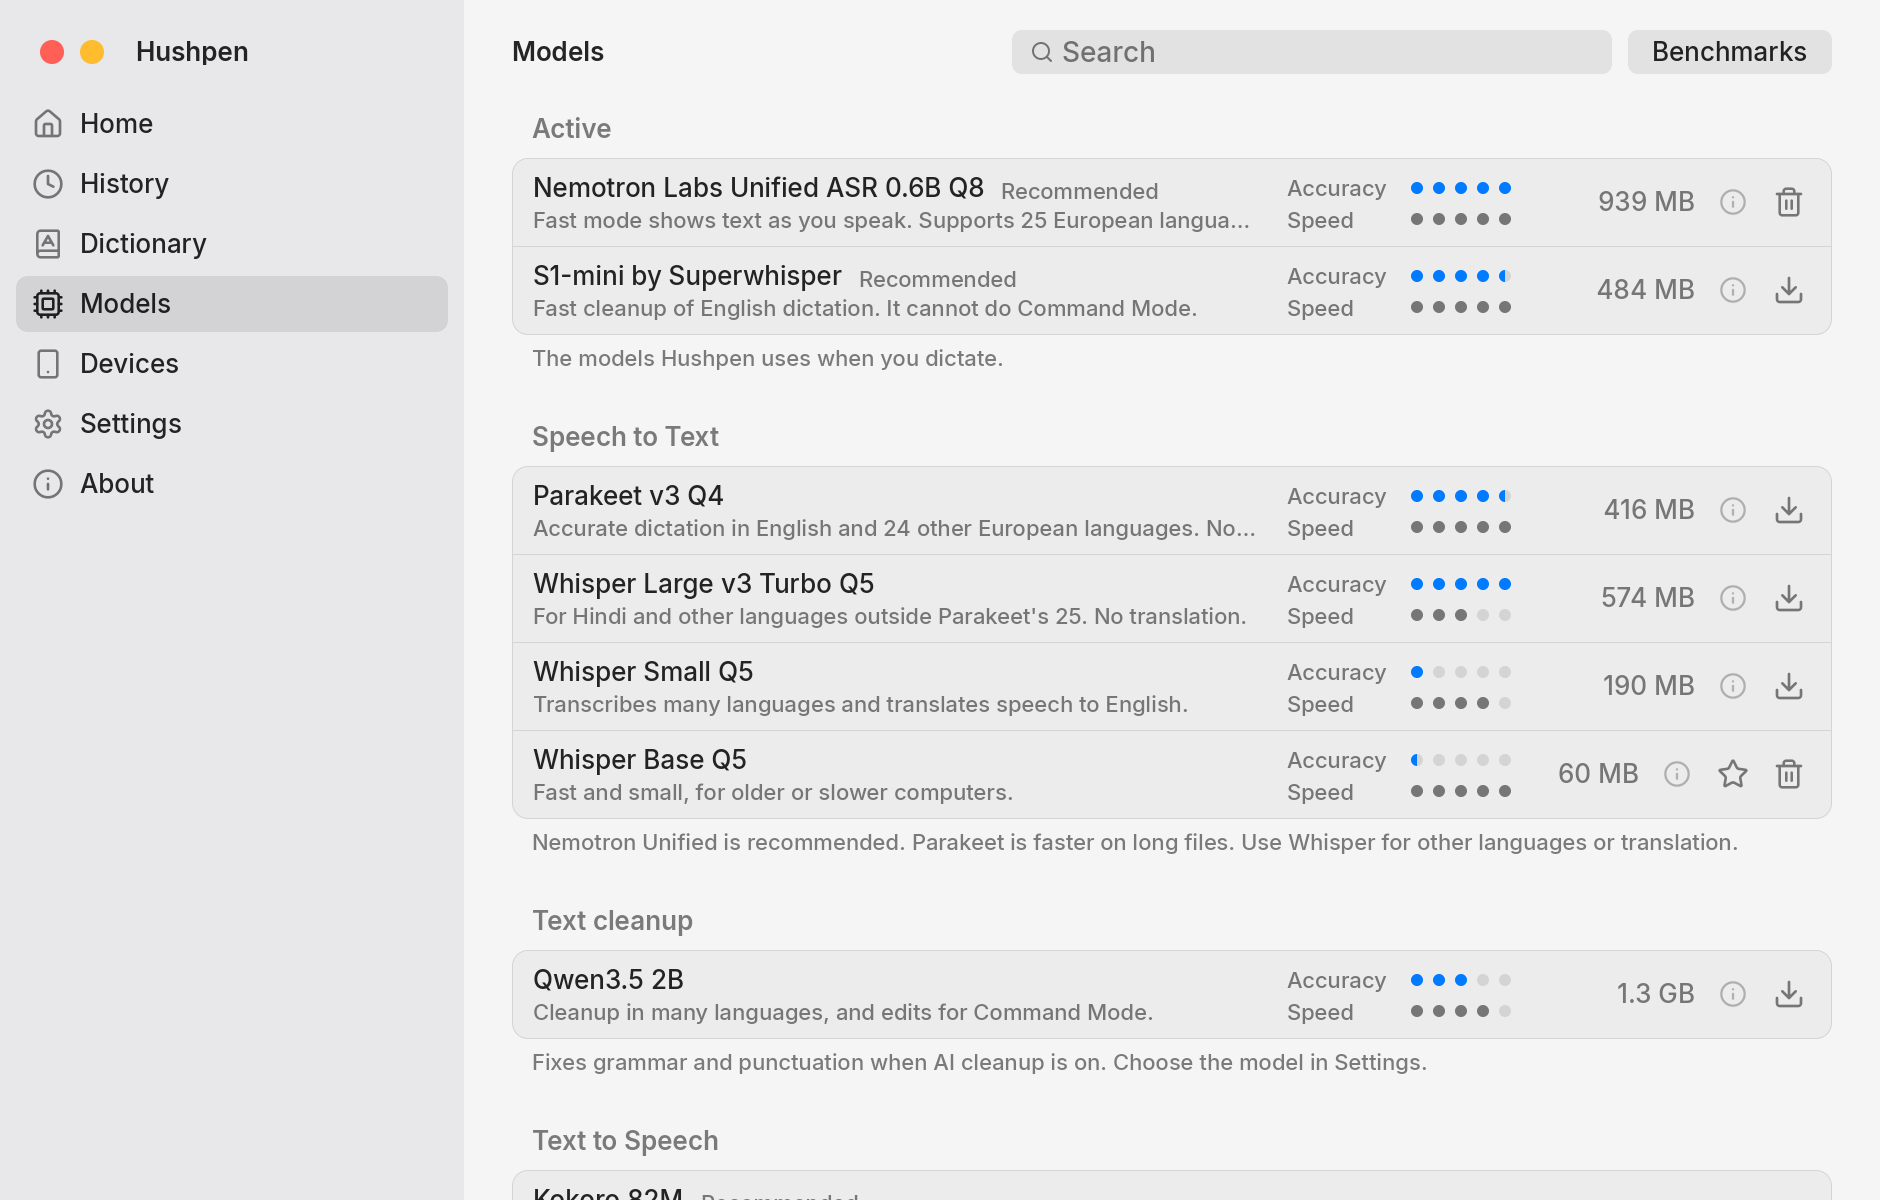 Hushpen
Home
History
Dictionary
Models
Devices
Settings
About
Models
Search
Benchmarks
Active
Nemotron Labs Unified ASR 0.6B Q8 Recommended
Fast mode shows text as you speak. Supports 25 European langua...
Accuracy
Speed
939 MB
S1-mini by Superwhisper Recommended
Fast cleanup of English dictation. It cannot do Command Mode.
Accuracy
Speed
484 MB
The models Hushpen uses when you dictate.
Speech to Text
Parakeet v3 Q4
Accurate dictation in English and 24 other European languages. No...
Accuracy
Speed
416 MB
Whisper Large v3 Turbo Q5
For Hindi and other languages outside Parakeet's 25. No translation.
Accuracy
Speed
574 MB
Whisper Small Q5
Transcribes many languages and translates speech to English.
Accuracy
Speed
190 MB
Whisper Base Q5
Fast and small, for older or slower computers.
Accuracy
Speed
60 MB
Nemotron Unified is recommended. Parakeet is faster on long files. Use Whisper for other languages or translation.
Text cleanup
Qwen3.5 2B
Cleanup in many languages, and edits for Command Mode.
Accuracy
Speed
1.3 GB
Fixes grammar and punctuation when AI cleanup is on. Choose the model in Settings.
Text to Speech
Kokoro 82M Recommended